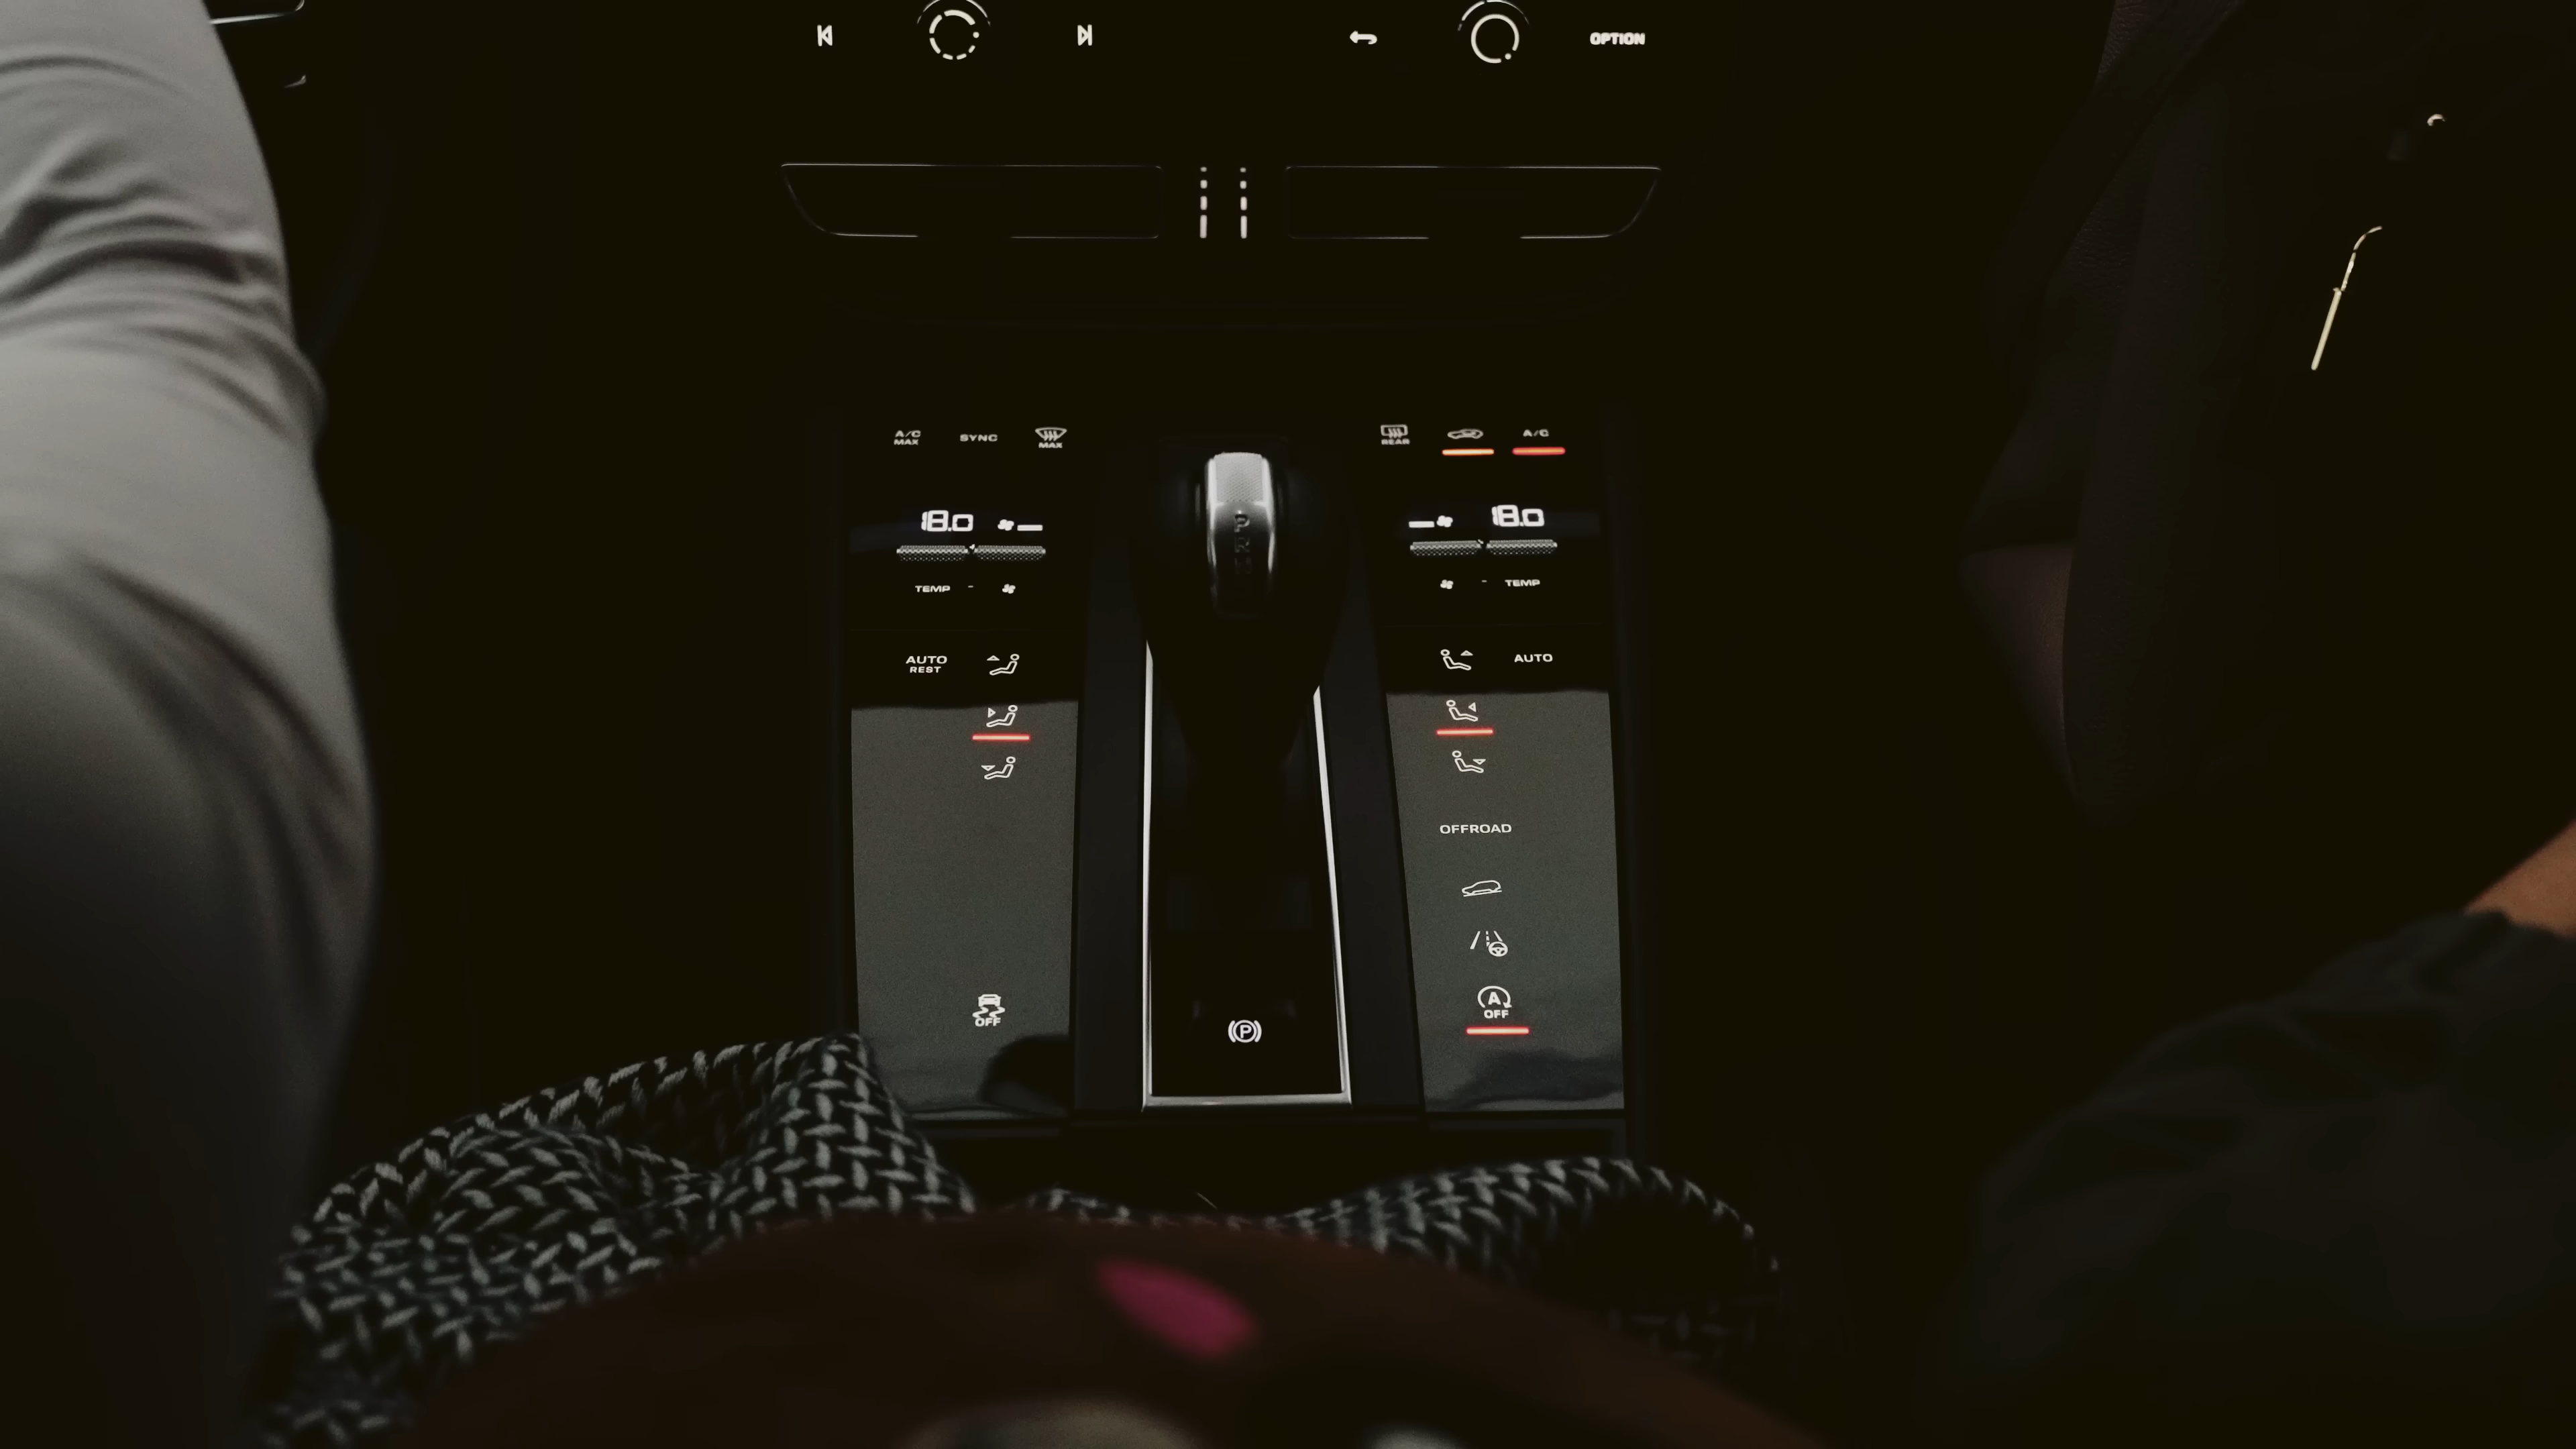 OPTION
A/C
MAX
SYNC
MAX
REAR
A/C
18.0
18.0
P
R
N
TEMP -
- TEMP
AUTO
REST
AUTO
OFFROAD
OFF
P
A
OFF